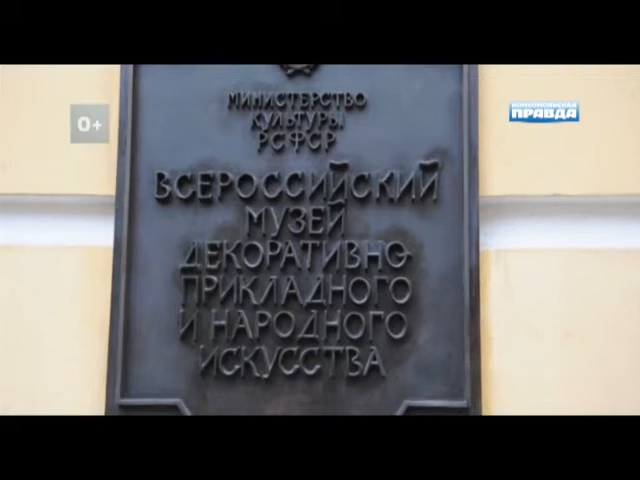 0+
КОМСОМОЛЬСКАЯ
ПРАВДА
МИНИСТЕРСТВО
КУЛЬТУРЫ
РСФСР
ВСЕРОССИЙСКИЙ
МУЗЕЙ
ДЕКОРАТИВНО-
ПРИКЛАДНОГО
И НАРОДНОГО
ИСКУССТВА